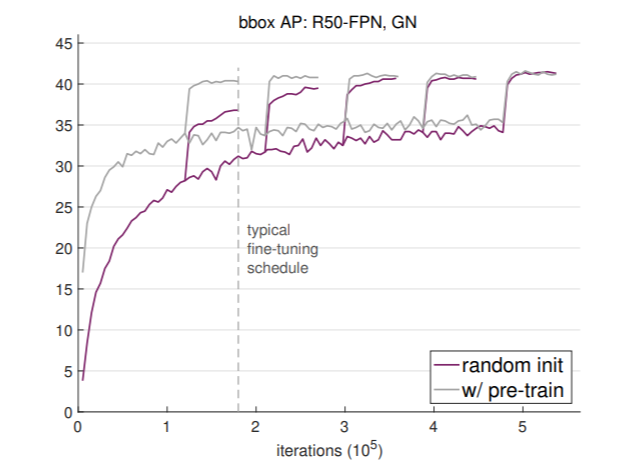 bbox AP: R50-FPN, GN
45
40
35
30
25
20
15
10
5
0
typical
fine-tuning
schedule
random init
w/ pre-train
0 1 2 3 4 5
iterations (10⁵)